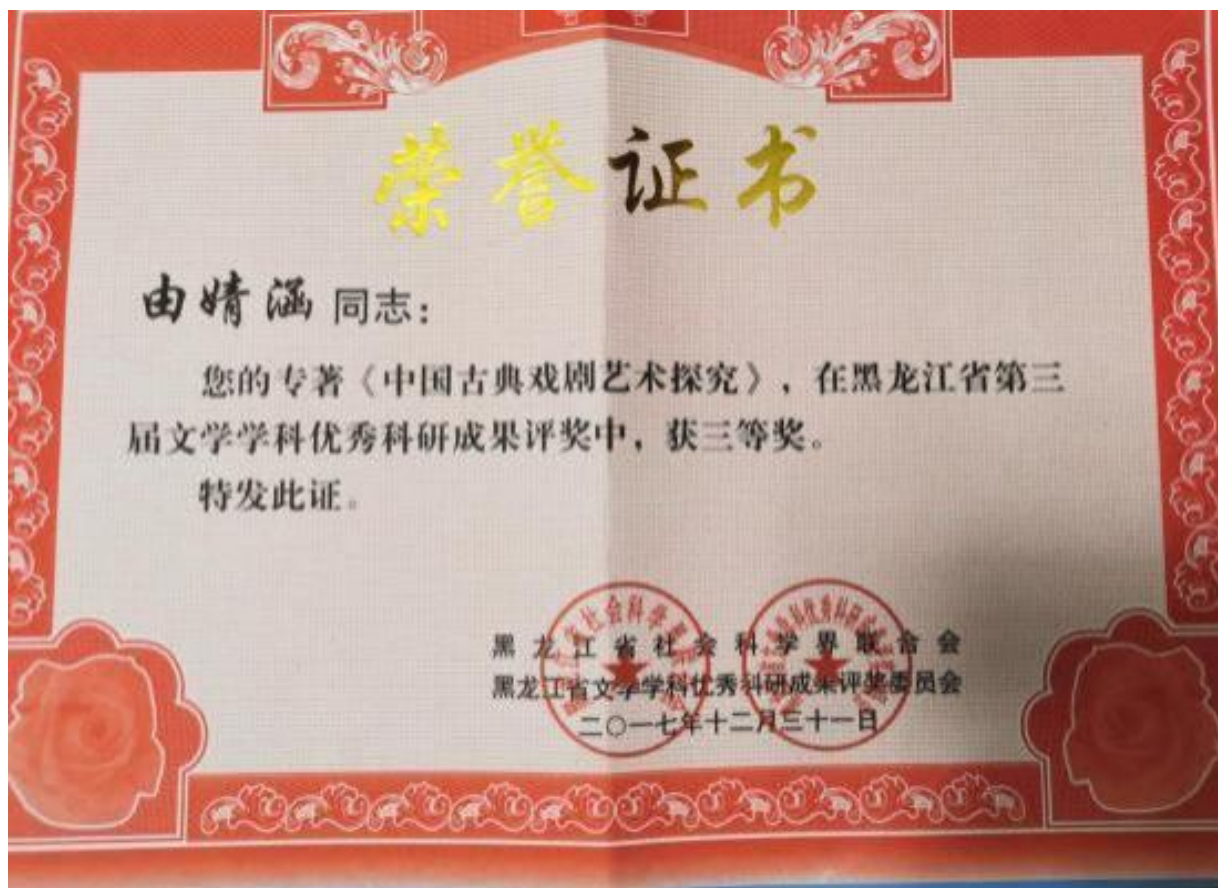 荣誉证书
由婧涵同志：
您的专著《中国古典戏剧艺术探究》，在黑龙江省第三
届文学学科优秀科研成果评奖中，获三等奖。
特发此证。
黑龙江省社会科学界联合会
黑龙江省文学学科优秀科研成果评奖委员会
二〇一七年十二月三十一日